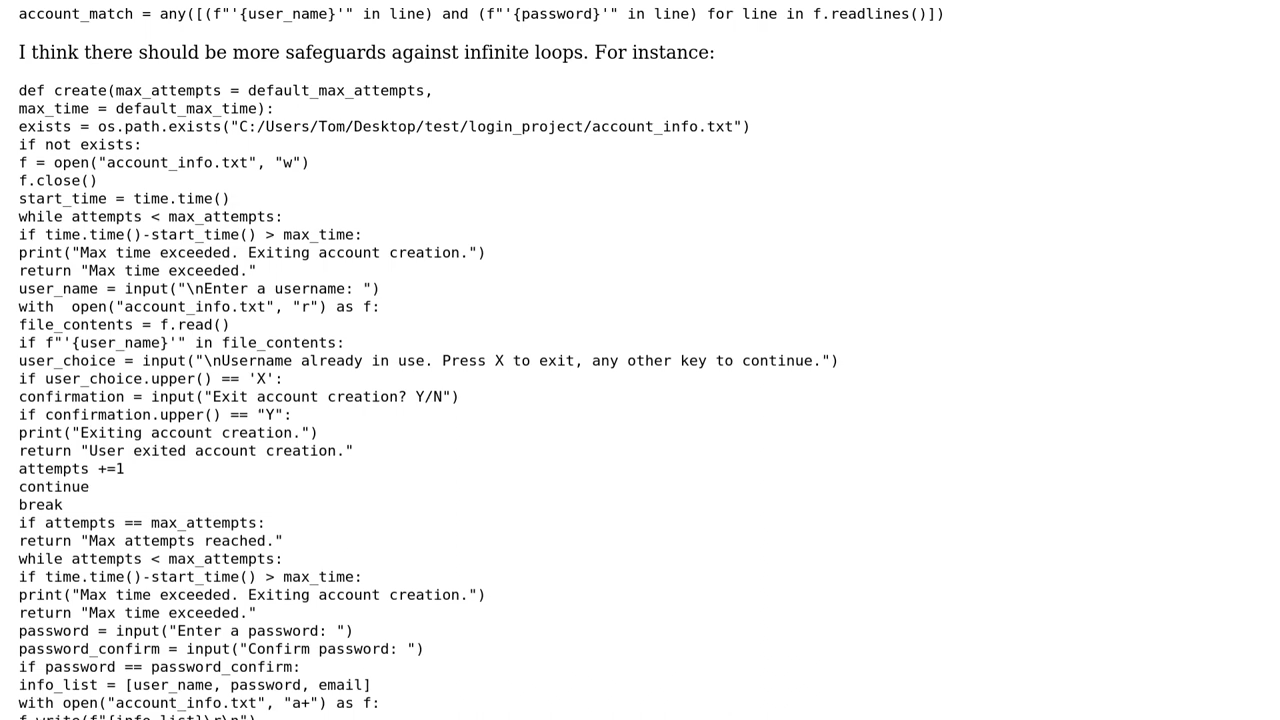 account_match = any([(f"'{user_name}'" in line) and (f"'{password}'" in line) for line in f.readlines()])
I think there should be more safeguards against infinite loops. For instance:
def create(max_attempts = default_max_attempts,
max_time = default_max_time):
exists = os.path.exists("C:/Users/Tom/Desktop/test/login_project/account_info.txt")
if not exists:
f = open("account_info.txt", "w")
f.close()
start_time = time.time()
while attempts < max_attempts:
if time.time()-start_time() > max_time:
print("Max time exceeded. Exiting account creation.")
return "Max time exceeded."
user_name = input("\nEnter a username: ")
with  open("account_info.txt", "r") as f:
file_contents = f.read()
if f"'{user_name}'" in file_contents:
user_choice = input("\nUsername already in use. Press X to exit, any other key to continue.")
if user_choice.upper() == 'X':
confirmation = input("Exit account creation? Y/N")
if confirmation.upper() == "Y":
print("Exiting account creation.")
return "User exited account creation."
attempts +=1
continue
break
if attempts == max_attempts:
return "Max attempts reached."
while attempts < max_attempts:
if time.time()-start_time() > max_time:
print("Max time exceeded. Exiting account creation.")
return "Max time exceeded."
password = input("Enter a password: ")
password_confirm = input("Confirm password: ")
if password == password_confirm:
info_list = [user_name, password, email]
with open("account_info.txt", "a+") as f:
f.write(f"{info_list}\r\n")